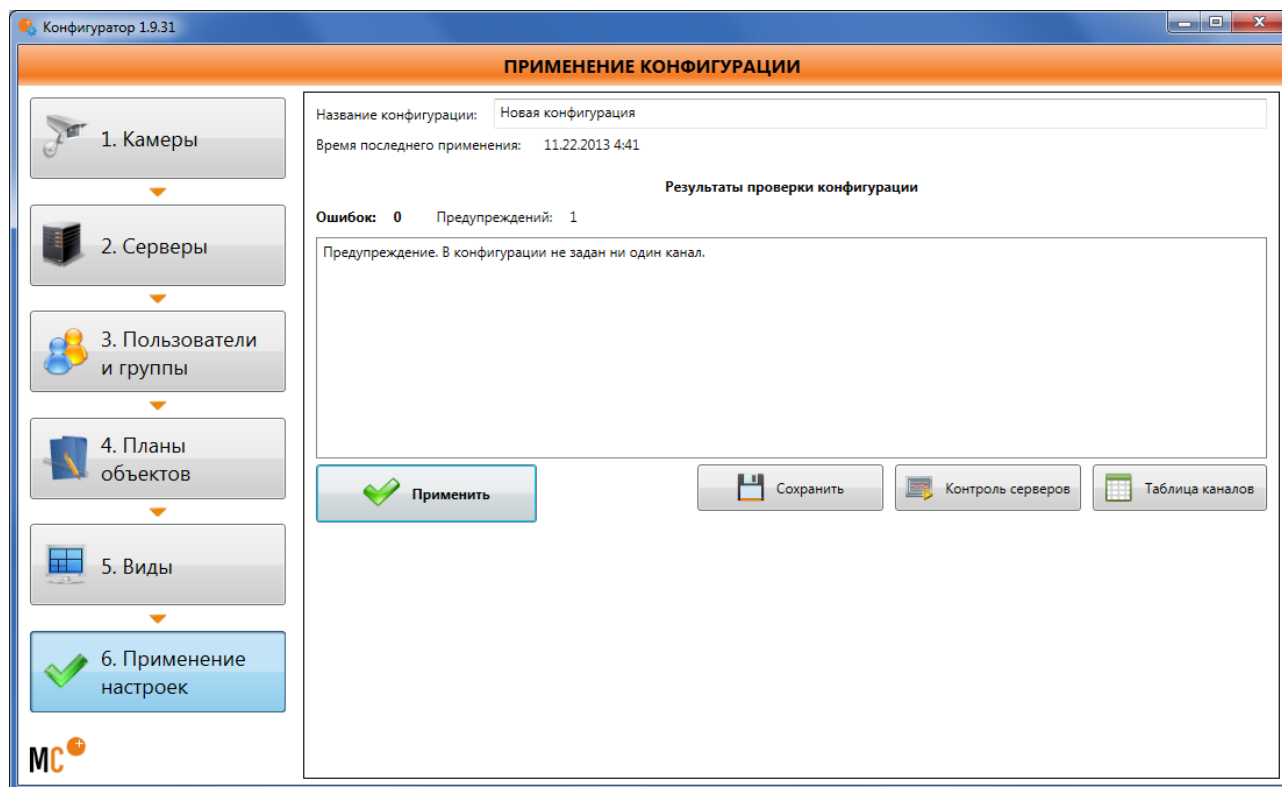 Конфигуратор 1.9.31
ПРИМЕНЕНИЕ КОНФИГУРАЦИИ
1. Камеры
2. Серверы
3. Пользователи
и группы
4. Планы
объектов
5. Виды
6. Применение
настроек
MC+
Название конфигурации: Новая конфигурация
Время последнего применения: 11.22.2013 4:41
Результаты проверки конфигурации
Ошибок: 0 Предупреждений: 1
Предупреждение. В конфигурации не задан ни один канал.
Применить Сохранить Контроль серверов Таблица каналов